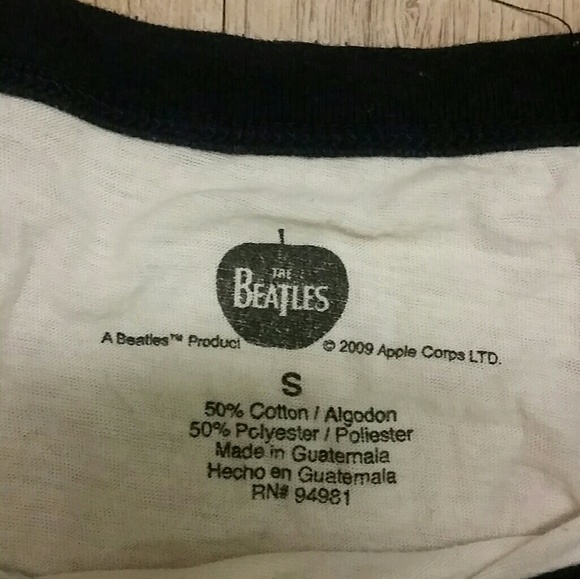 THE
BEATLES
A Beatles™ Product © 2009 Apple Corps LTD.
S
50% Cotton / Algodon
50% Polyester / Poliester
Made in Guatemala
Hecho en Guatemala
RN# 94981